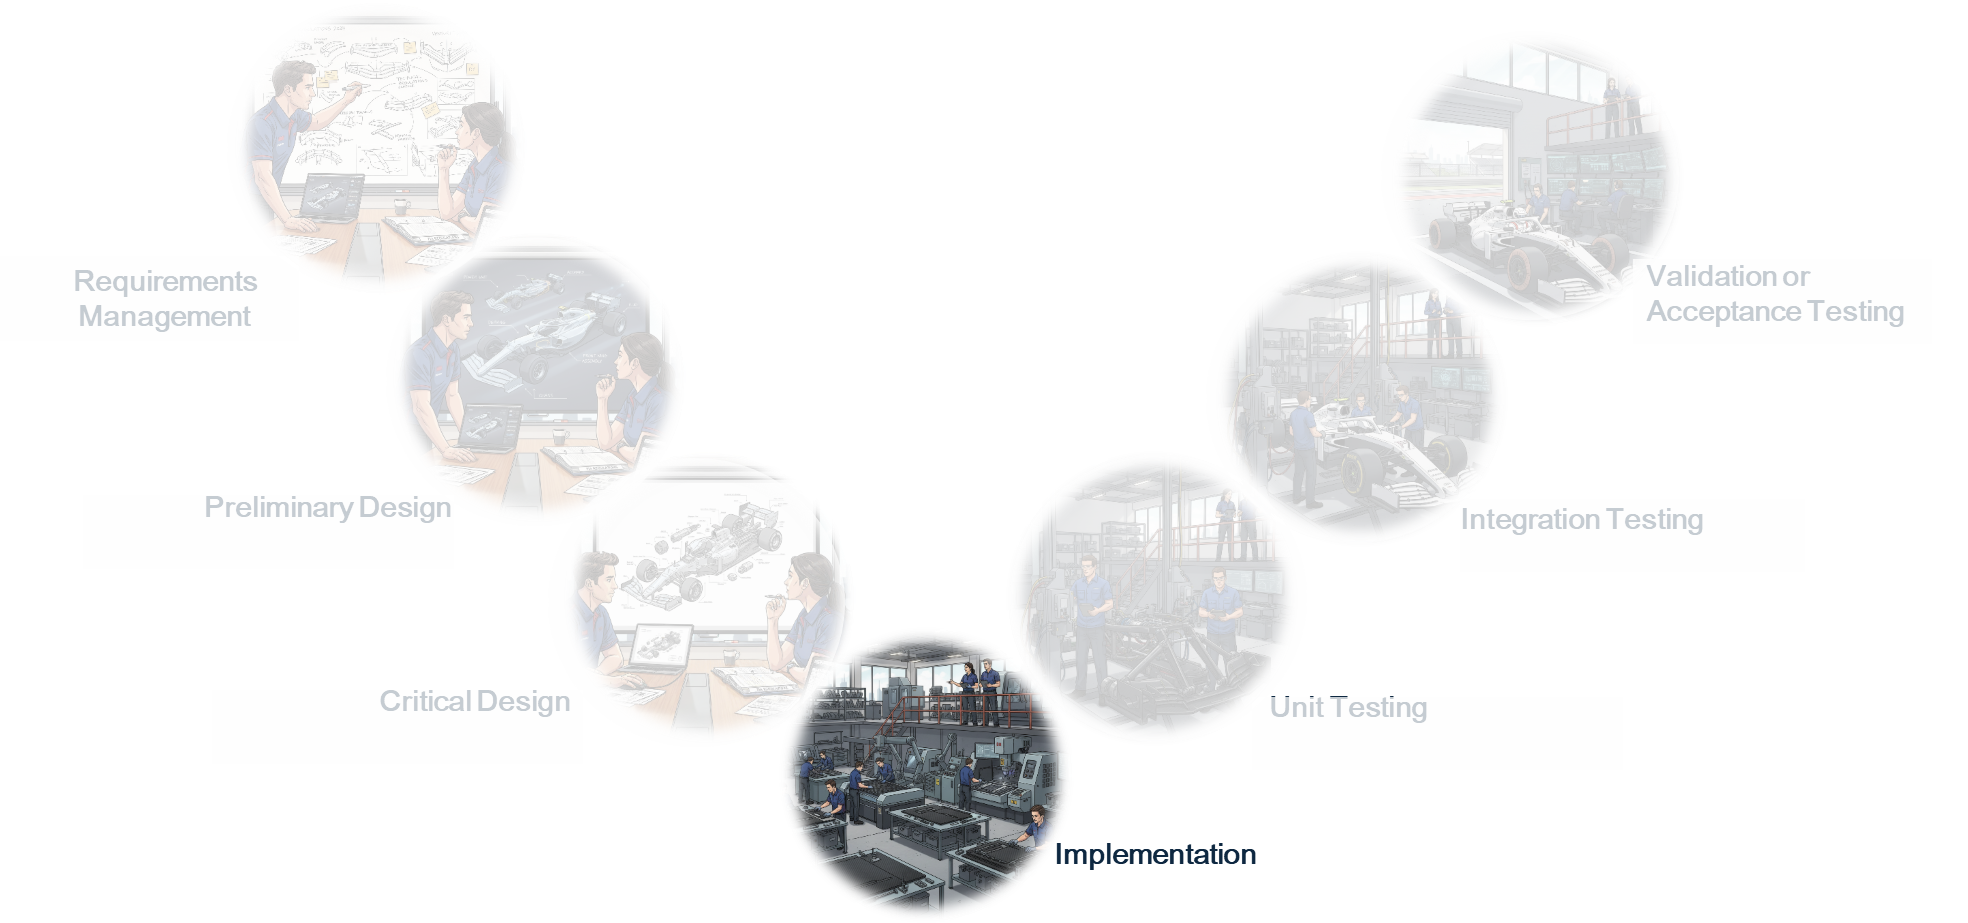 Requirements
Management
Validation or
Acceptance Testing
Preliminary Design
Integration Testing
Critical Design
Unit Testing
Implementation